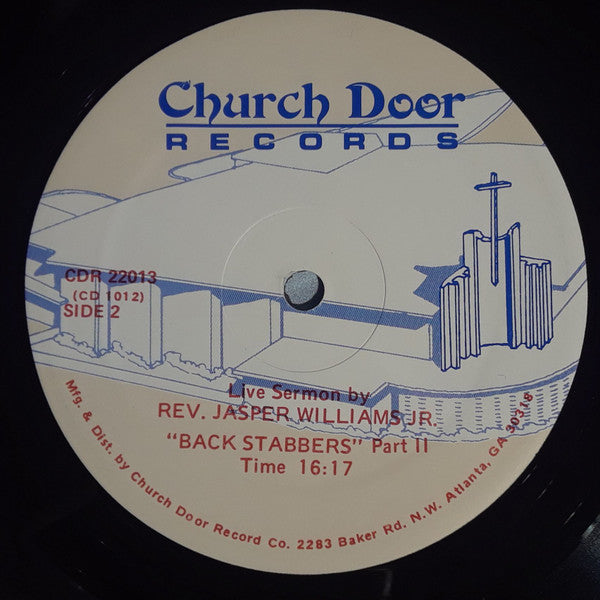 Church Door
RECORDS
CDR 22013
(CD 1012)
SIDE 2
Live Sermon by
REV. JASPER WILLIAMS JR.
“BACK STABBERS” Part II
Time 16:17
Mfg. & Dist. by Church Door Record Co. 2283 Baker Rd. N.W. Atlanta, GA 30318